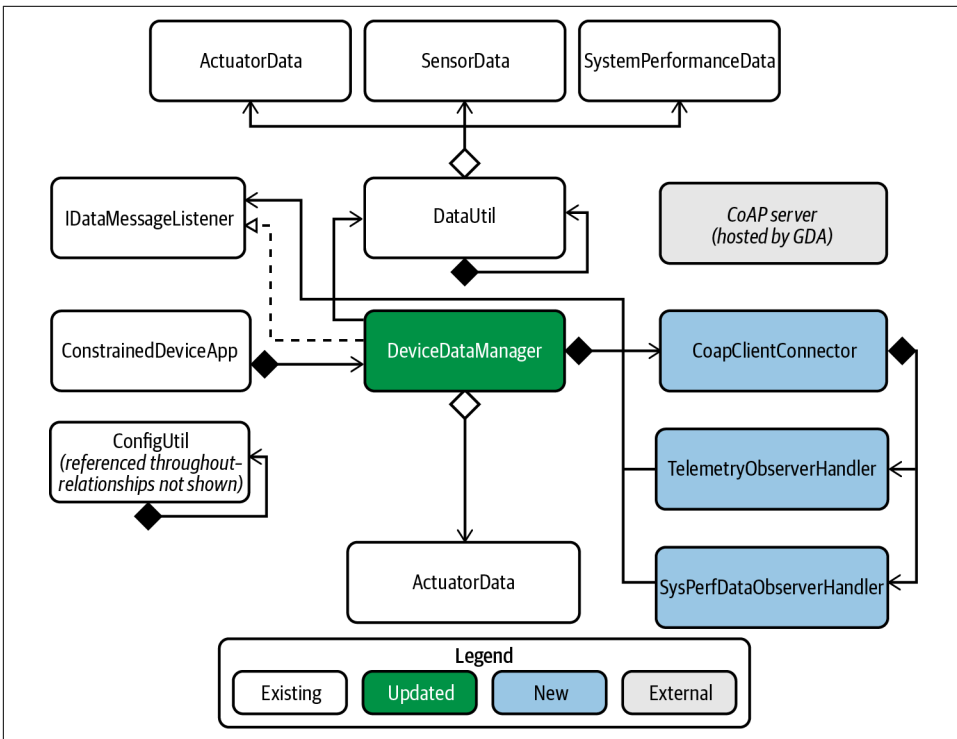 ActuatorData
SensorData
SystemPerformanceData
IDataMessageListener
DataUtil
CoAP server
(hosted by GDA)
ConstrainedDeviceApp
DeviceDataManager
CoapClientConnector
ConfigUtil
(referenced throughout–
relationships not shown)
TelemetryObserverHandler
ActuatorData
SysPerfDataObserverHandler
Legend
Existing
Updated
New
External